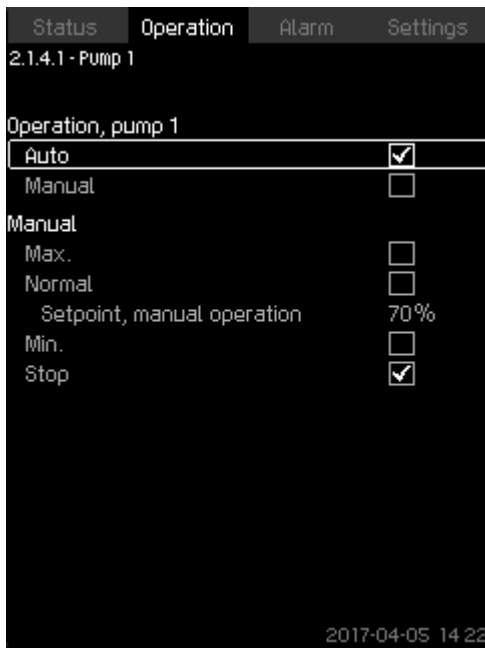 Status Operation Alarm Settings
2.1.4.1 - Pump 1
Operation, pump 1
Auto
Manual
Manual
Max.
Normal
Setpoint, manual operation 70%
Min.
Stop
2017-04-05 14:22